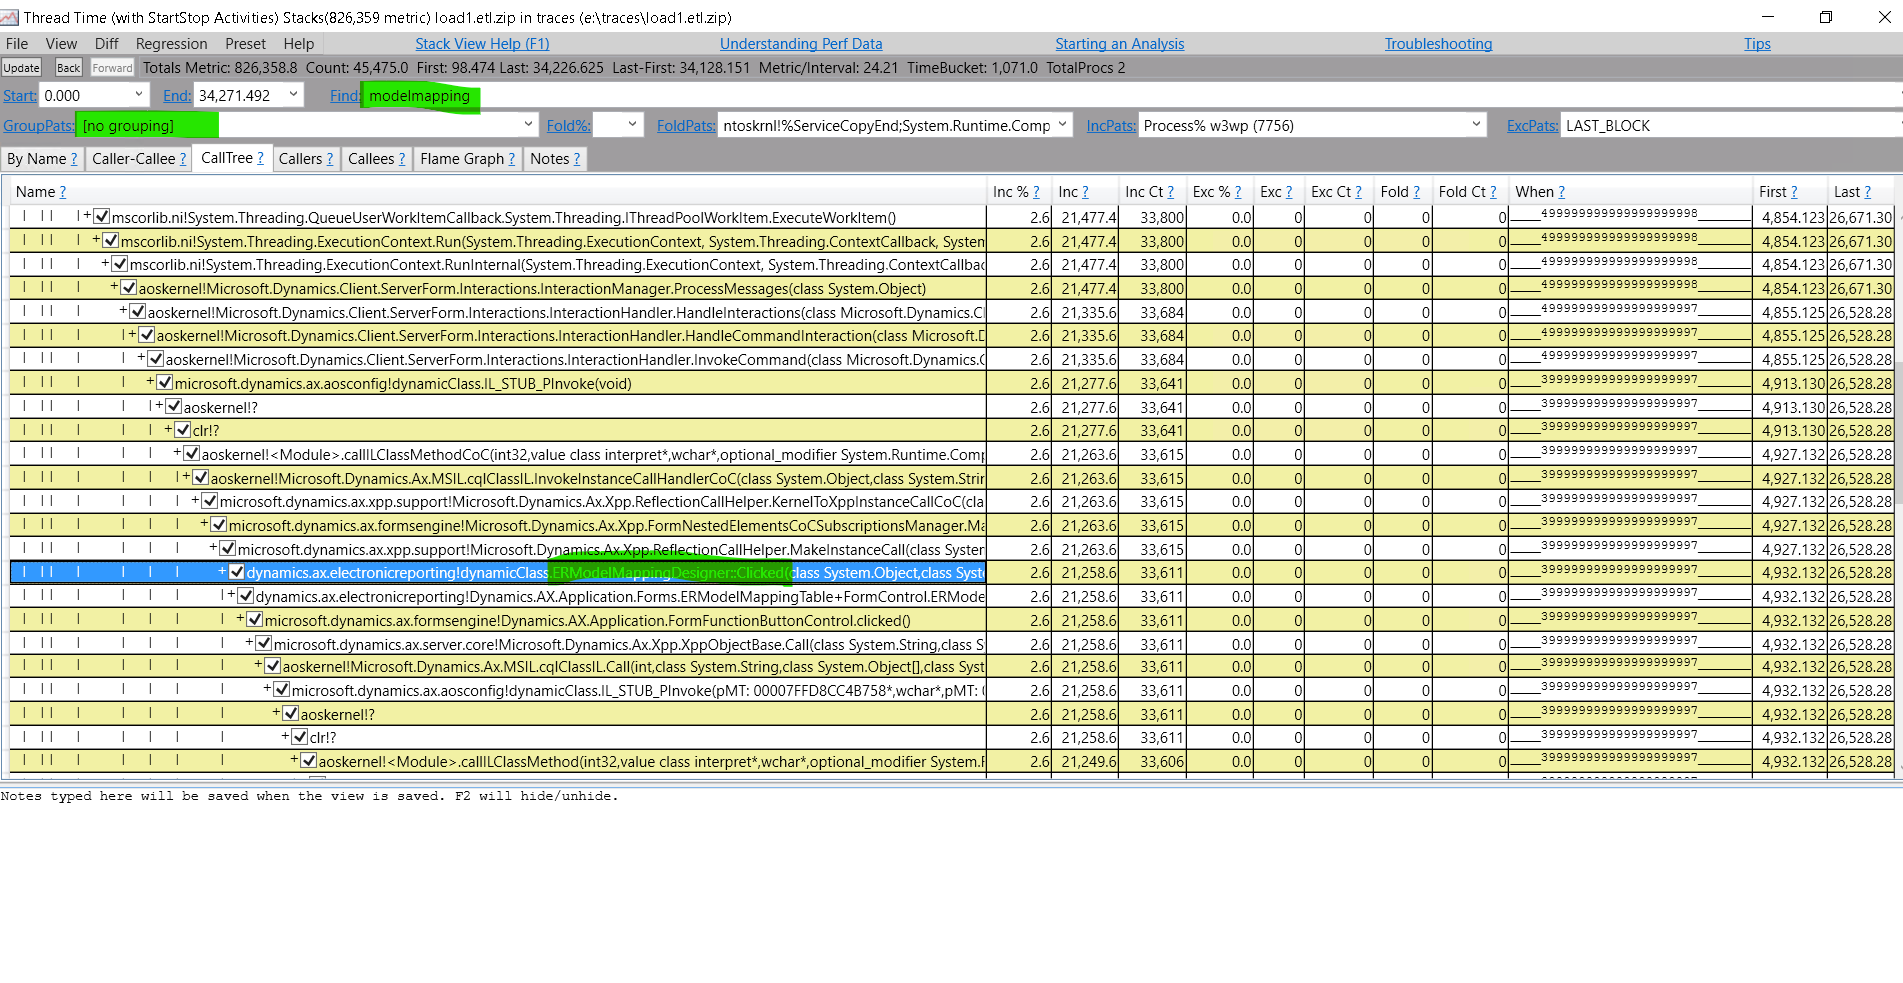 Thread Time (with StartStop Activities) Stacks(826,359 metric) load1.etl.zip in traces (e:\traces\load1.etl.zip)
File View Diff Regression Preset Help Stack View Help (F1) Understanding Perf Data Starting an Analysis Troubleshooting Tips
Update Back Forward Totals Metric: 826,358.8 Count: 45,475.0 First: 98.474 Last: 34,226.625 Last-First: 34,128.151 Metric/Interval: 24.21 TimeBucket: 1,071.0 TotalProcs 2
Start: 0.000 End: 34,271.492 Find: modelmapping
GroupPats: [no grouping] Fold%: FoldPats: ntoskrnl!%ServiceCopyEnd;System.Runtime.Comp IncPats: Process% w3wp (7756) ExcPats: LAST_BLOCK
By Name ? Caller-Callee ? CallTree ? Callers ? Callees ? Flame Graph ? Notes ?
Name ? Inc % ? Inc ? Inc Ct ? Exc % ? Exc ? Exc Ct ? Fold ? Fold Ct ? When ? First ? Last ?
| | | |+ mscorlib.ni!System.Threading.QueueUserWorkItemCallback.System.Threading.IThreadPoolWorkItem.ExecuteWorkItem() 2.6 21,477.4 33,800 0.0 0 0 0 0 ____499999999999999999998_______ 4,854.123 26,671.30
| | | | + mscorlib.ni!System.Threading.ExecutionContext.Run(System.Threading.ExecutionContext, System.Threading.ContextCallback, System 2.6 21,477.4 33,800 0.0 0 0 0 0 ____499999999999999999998_______ 4,854.123 26,671.30
| | | | + mscorlib.ni!System.Threading.ExecutionContext.RunInternal(System.Threading.ExecutionContext, System.Threading.ContextCallbac 2.6 21,477.4 33,800 0.0 0 0 0 0 ____499999999999999999998_______ 4,854.123 26,671.30
| | | | + aoskernel!Microsoft.Dynamics.Client.ServerForm.Interactions.InteractionManager.ProcessMessages(class System.Object) 2.6 21,477.4 33,800 0.0 0 0 0 0 ____499999999999999999998_______ 4,854.123 26,671.30
| | | | + aoskernel!Microsoft.Dynamics.Client.ServerForm.Interactions.InteractionHandler.HandleInteractions(class Microsoft.Dynamics.Cl 2.6 21,335.6 33,684 0.0 0 0 0 0 ____499999999999999999997_______ 4,855.125 26,528.28
| | | | |+ aoskernel!Microsoft.Dynamics.Client.ServerForm.Interactions.InteractionHandler.HandleCommandInteraction(class Microsoft.D 2.6 21,335.6 33,684 0.0 0 0 0 0 ____499999999999999999997_______ 4,855.125 26,528.28
| | | | | + aoskernel!Microsoft.Dynamics.Client.ServerForm.Interactions.InteractionHandler.InvokeCommand(class Microsoft.Dynamics.C 2.6 21,335.6 33,684 0.0 0 0 0 0 ____499999999999999999997_______ 4,855.125 26,528.28
| | | | | + microsoft.dynamics.ax.aosconfig!dynamicClass.IL_STUB_PInvoke(void) 2.6 21,277.6 33,641 0.0 0 0 0 0 ____399999999999999999997_______ 4,913.130 26,528.28
| | | | | |+ aoskernel!? 2.6 21,277.6 33,641 0.0 0 0 0 0 ____399999999999999999997_______ 4,913.130 26,528.28
| | | | | | + clr!? 2.6 21,277.6 33,641 0.0 0 0 0 0 ____399999999999999999997_______ 4,913.130 26,528.28
| | | | | | + aoskernel!<Module>.callILClassMethodCoC(int32,value class interpret*,wchar*,optional_modifier System.Runtime.Comp 2.6 21,263.6 33,615 0.0 0 0 0 0 ____399999999999999999997_______ 4,927.132 26,528.28
| | | | | | |+ aoskernel!Microsoft.Dynamics.Ax.MSIL.cqlClassIL.InvokeInstanceCallHandlerCoC(class System.Object,class System.Strin 2.6 21,263.6 33,615 0.0 0 0 0 0 ____399999999999999999997_______ 4,927.132 26,528.28
| | | | | | | + microsoft.dynamics.ax.xpp.support!Microsoft.Dynamics.Ax.Xpp.ReflectionCallHelper.KernelToXppInstanceCallCoC(cla 2.6 21,263.6 33,615 0.0 0 0 0 0 ____399999999999999999997_______ 4,927.132 26,528.28
| | | | | | | + microsoft.dynamics.ax.formsengine!Microsoft.Dynamics.Ax.Xpp.FormNestedElementsCoCSubscriptionsManager.Ma 2.6 21,263.6 33,615 0.0 0 0 0 0 ____399999999999999999997_______ 4,927.132 26,528.28
| | | | | | | + microsoft.dynamics.ax.xpp.support!Microsoft.Dynamics.Ax.Xpp.ReflectionCallHelper.MakeInstanceCall(class System 2.6 21,263.6 33,615 0.0 0 0 0 0 ____399999999999999999997_______ 4,927.132 26,528.28
| | | | | | | + dynamics.ax.electronicreporting!dynamicClass.ERModelMappingDesigner::Clicked(class System.Object,class Syste 2.6 21,258.6 33,611 0.0 0 0 0 0 ____399999999999999999997_______ 4,932.132 26,528.28
| | | | | | | |+ dynamics.ax.electronicreporting!Dynamics.AX.Application.Forms.ERModelMappingTable+FormControl.ERMode 2.6 21,258.6 33,611 0.0 0 0 0 0 ____399999999999999999997_______ 4,932.132 26,528.28
| | | | | | | | + microsoft.dynamics.ax.formsengine!Dynamics.AX.Application.FormFunctionButtonControl.clicked() 2.6 21,258.6 33,611 0.0 0 0 0 0 ____399999999999999999997_______ 4,932.132 26,528.28
| | | | | | | | + microsoft.dynamics.ax.server.core!Microsoft.Dynamics.Ax.Xpp.XppObjectBase.Call(class System.String,class S 2.6 21,258.6 33,611 0.0 0 0 0 0 ____399999999999999999997_______ 4,932.132 26,528.28
| | | | | | | | + aoskernel!Microsoft.Dynamics.Ax.MSIL.cqlClassIL.Call(int,class System.String,class System.Object[],class Syst 2.6 21,258.6 33,611 0.0 0 0 0 0 ____399999999999999999997_______ 4,932.132 26,528.28
| | | | | | | | + microsoft.dynamics.ax.aosconfig!dynamicClass.IL_STUB_PInvoke(pMT: 00007FFD8CC4B758*,wchar*,pMT: 0 2.6 21,258.6 33,611 0.0 0 0 0 0 ____399999999999999999997_______ 4,932.132 26,528.28
| | | | | | | | + aoskernel!? 2.6 21,258.6 33,611 0.0 0 0 0 0 ____399999999999999999997_______ 4,932.132 26,528.28
| | | | | | | | + clr!? 2.6 21,258.6 33,611 0.0 0 0 0 0 ____399999999999999999997_______ 4,932.132 26,528.28
| | | | | | | | + aoskernel!<Module>.callILClassMethod(int32,value class interpret*,wchar*,optional_modifier System.R 2.6 21,249.6 33,606 0.0 0 0 0 0 ____399999999999999999997_______ 4,932.132 26,528.28
Notes typed here will be saved when the view is saved. F2 will hide/unhide.